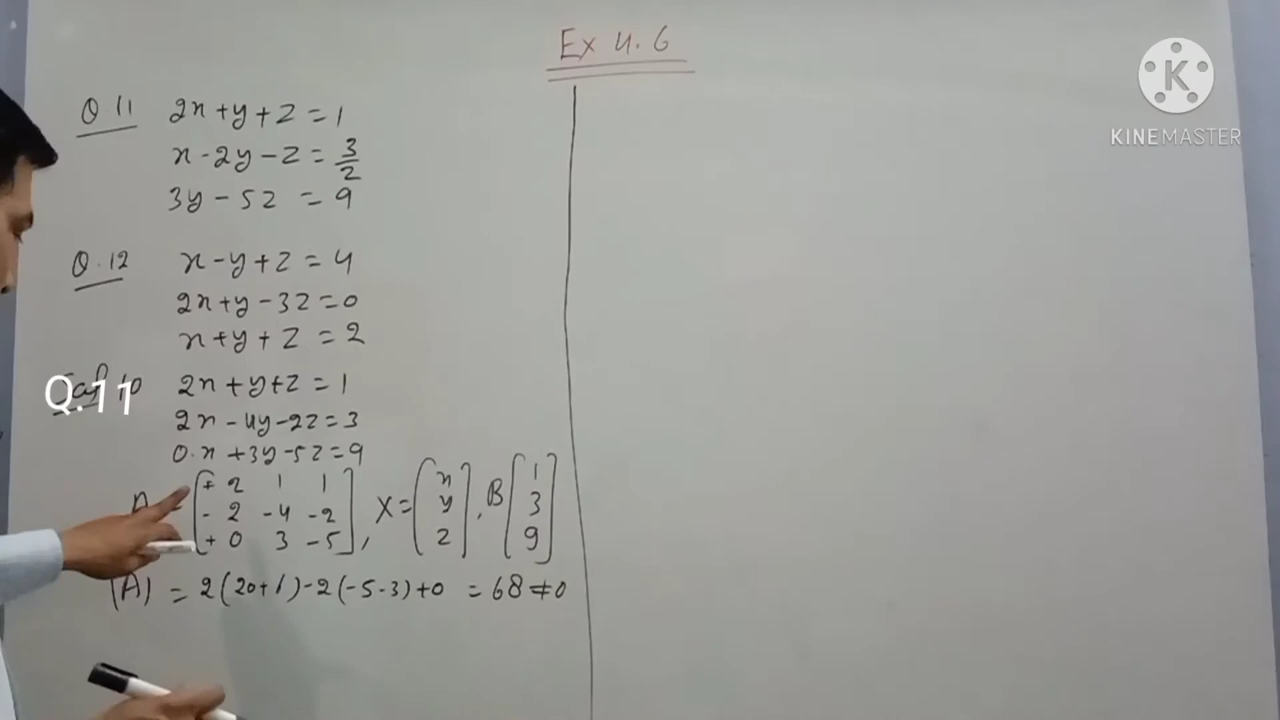 Ex 4.6
KINEMASTER
Q.11 2x+y+z=1
x-2y-z=3/2
3y-5z=9
Q.12 x-y+z=4
2x+y-3z=0
x+y+z=2
Q.11
2x+y+z=1
2x-4y-2z=3
0.x+3y-5z=9
[+ 2 1 1
- 2 -4 -2
+ 0 3 -5], X=[x y z], B[1 3 9]
|A| = 2(20+6)-2(-5-3)+0 =68≠0